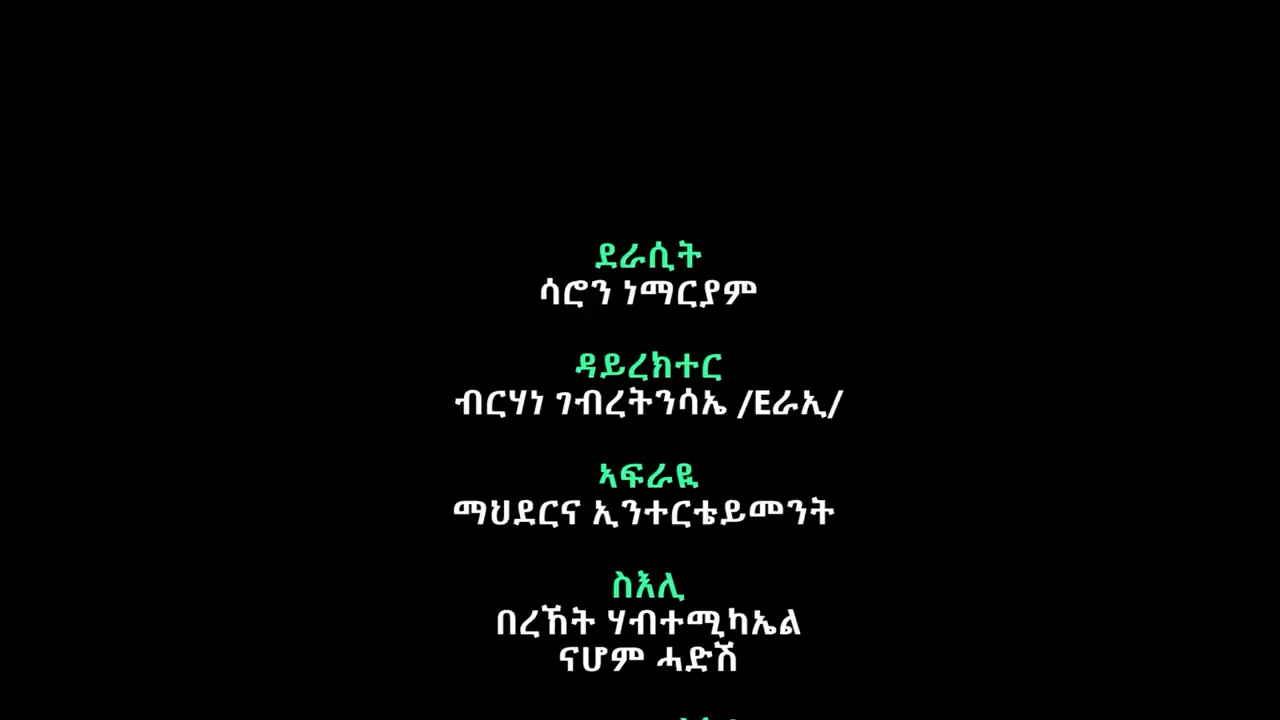 ደራሲት
ሳሮን ነማርያም
ዳይረክተር
ብርሃነ ገብረትንሳኤ /Eራኢ/
ኣፍራዪ
ማህደርና ኢንተርቴይመንት
ስእሊ
በረኸት ሃብተሚካኤል
ናሆም ሓድሽ